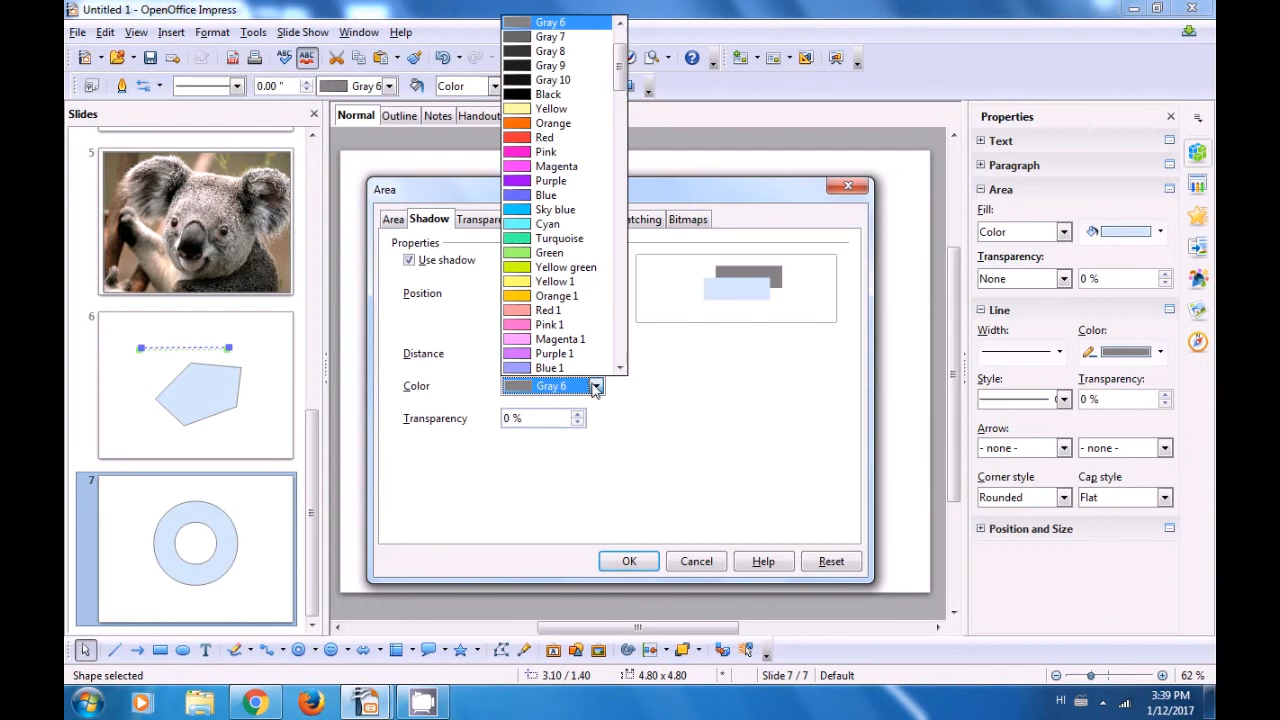 Untitled 1 - OpenOffice Impress
File Edit View Insert Format Tools Slide Show Window Help
ABC ABC
0.00 " Gray 6 Color
Slides
Normal Outline Notes Handout
5
6
7
Area
Area Shadow Transpare atching Bitmaps
Properties
Use shadow
Position
Distance
Color
Gray 6
Transparency
0 %
OK Cancel Help Reset
Gray 6
Gray 7
Gray 8
Gray 9
Gray 10
Black
Yellow
Orange
Red
Pink
Magenta
Purple
Blue
Sky blue
Cyan
Turquoise
Green
Yellow green
Yellow 1
Orange 1
Red 1
Pink 1
Magenta 1
Purple 1
Blue 1
Properties
Text
Paragraph
Area
Fill:
Color
Transparency:
None 0 %
Line
Width: Color:
Style: Transparency:
0 %
Arrow:
- none - - none -
Corner style Cap style
Rounded Flat
Position and Size
Shape selected 3.10 / 1.40 4.80 x 4.80 * Slide 7 / 7 Default 62 %
HI 3:39 PM
1/12/2017